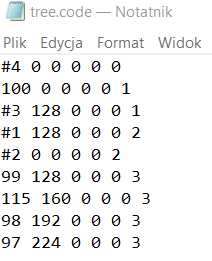 tree.code — Notatnik
Plik Edycja Format Widok
#4 0 0 0 0 0
100 0 0 0 0 1
#3 128 0 0 0 1
#1 128 0 0 0 2
#2 0 0 0 0 2
99 128 0 0 0 3
115 160 0 0 0 3
98 192 0 0 0 3
97 224 0 0 0 3